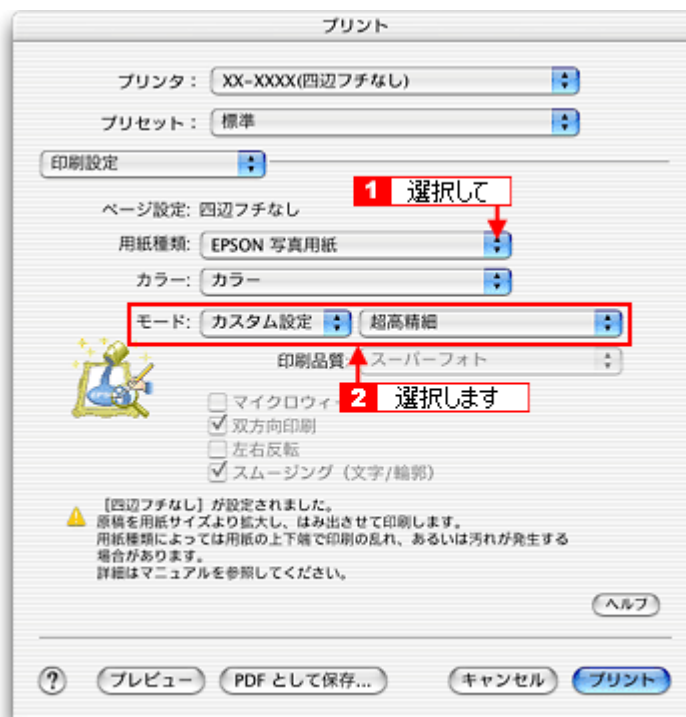 プリント
プリンタ： XX-XXXX(四辺フチなし)
プリセット： 標準
印刷設定
1 選択して
ページ設定: 四辺フチなし
用紙種類: EPSON 写真用紙
カラー: カラー
モード: カスタム設定 超高精細
印刷品質: スーパーフォト
2 選択します
マイクロウィー
双方向印刷
左右反転
スムージング（文字/輪郭）
［四辺フチなし］が設定されました。
原稿を用紙サイズより拡大し、はみ出させて印刷します。
用紙種類によっては用紙の上下端で印刷の乱れ、あるいは汚れが発生する
場合があります。
詳細はマニュアルを参照してください。
ヘルプ
? プレビュー PDF として保存... キャンセル プリント